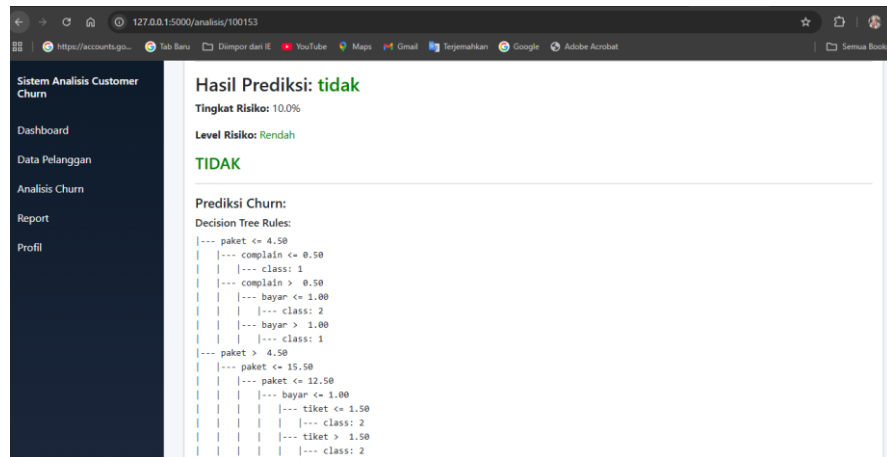 127.0.0.1:5000/analisis/100153
https://accounts.go... Tab Baru Diimpor dari IE YouTube Maps Gmail Terjemahkan Google Adobe Acrobat Semua Book
Sistem Analisis Customer
Churn
Dashboard
Data Pelanggan
Analisis Churn
Report
Profil
Hasil Prediksi: tidak
Tingkat Risiko: 10.0%
Level Risiko: Rendah
TIDAK
Prediksi Churn:
Decision Tree Rules:
|--- paket <= 4.50
|   |--- complain <= 0.50
|   |   |--- class: 1
|   |--- complain >  0.50
|   |   |--- bayar <= 1.00
|   |   |   |--- class: 2
|   |   |--- bayar >  1.00
|   |   |   |--- class: 1
|--- paket >  4.50
|   |--- paket <= 15.50
|   |   |--- paket <= 12.50
|   |   |   |--- bayar <= 1.00
|   |   |   |   |--- tiket <= 1.50
|   |   |   |   |   |--- class: 2
|   |   |   |   |--- tiket >  1.50
|   |   |   |   |   |--- class: 2